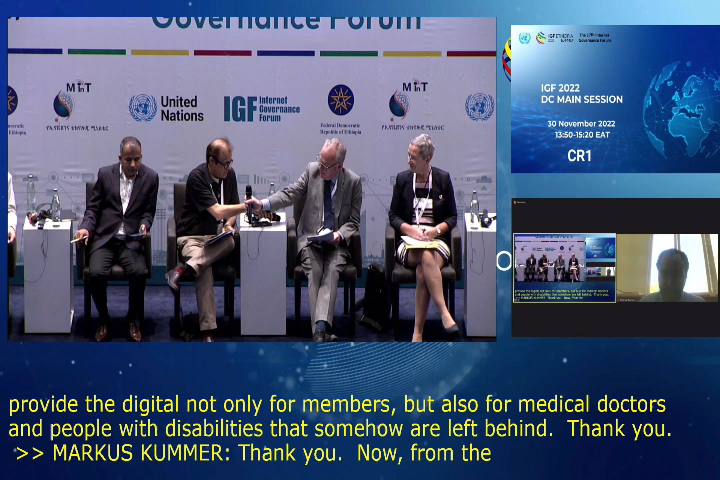 Governance Forum
MInT
United
Nations
IGF Internet
Governance
Forum
Federal Democratic
Republic of Ethiopia
MInT
IGF 2022
DC MAIN SESSION
30 November 2022
13:50-15:20 EAT
CR1
provide the digital not only for members, but also for medical doctors
and people with disabilities that somehow are left behind.  Thank you.
>> MARKUS KUMMER: Thank you.  Now, from the